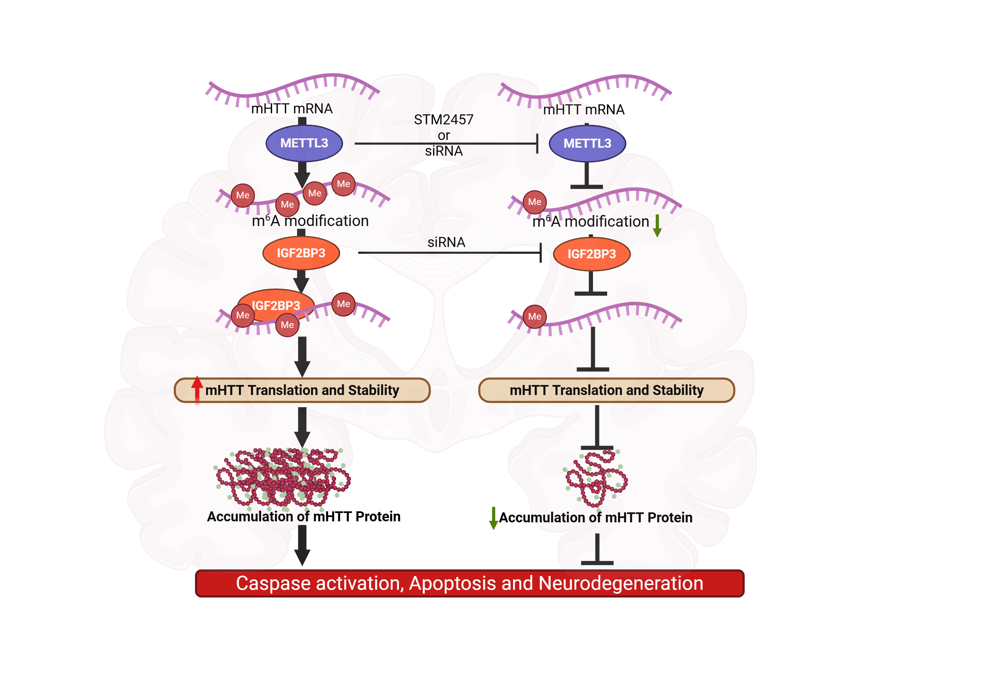 mHTT mRNA
mHTT mRNA
STM2457
or
siRNA
METTL3
METTL3
Me
Me
Me
Me
Me
m⁶A modification
m⁶A modification
siRNA
IGF2BP3
IGF2BP3
IGF2BP3
Me
Me
Me
Me
mHTT Translation and Stability
mHTT Translation and Stability
Accumulation of mHTT Protein
Accumulation of mHTT Protein
Caspase activation, Apoptosis and Neurodegeneration